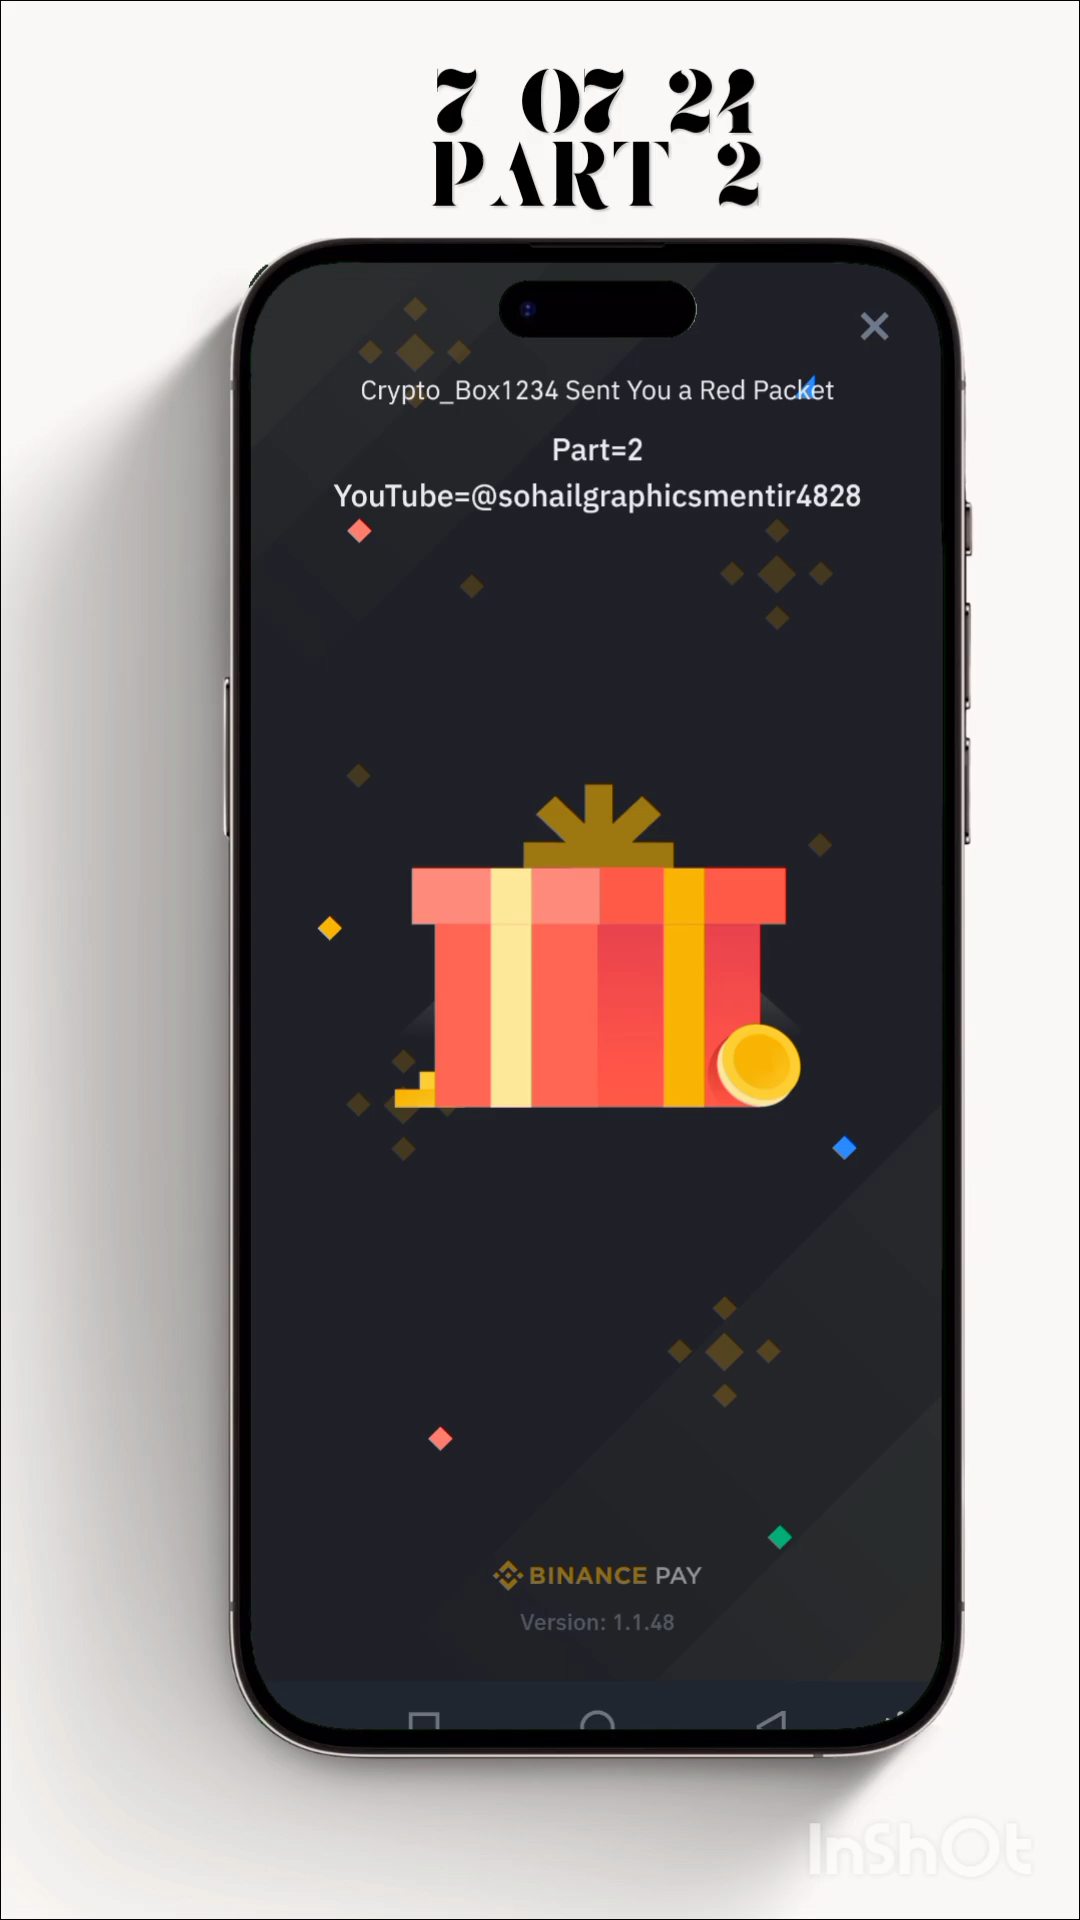 7 07 24
PART 2
Crypto_Box1234 Sent You a Red Packet
Part=2
YouTube=@sohailgraphicsmentir4828
BINANCE PAY
Version: 1.1.48
InShOt